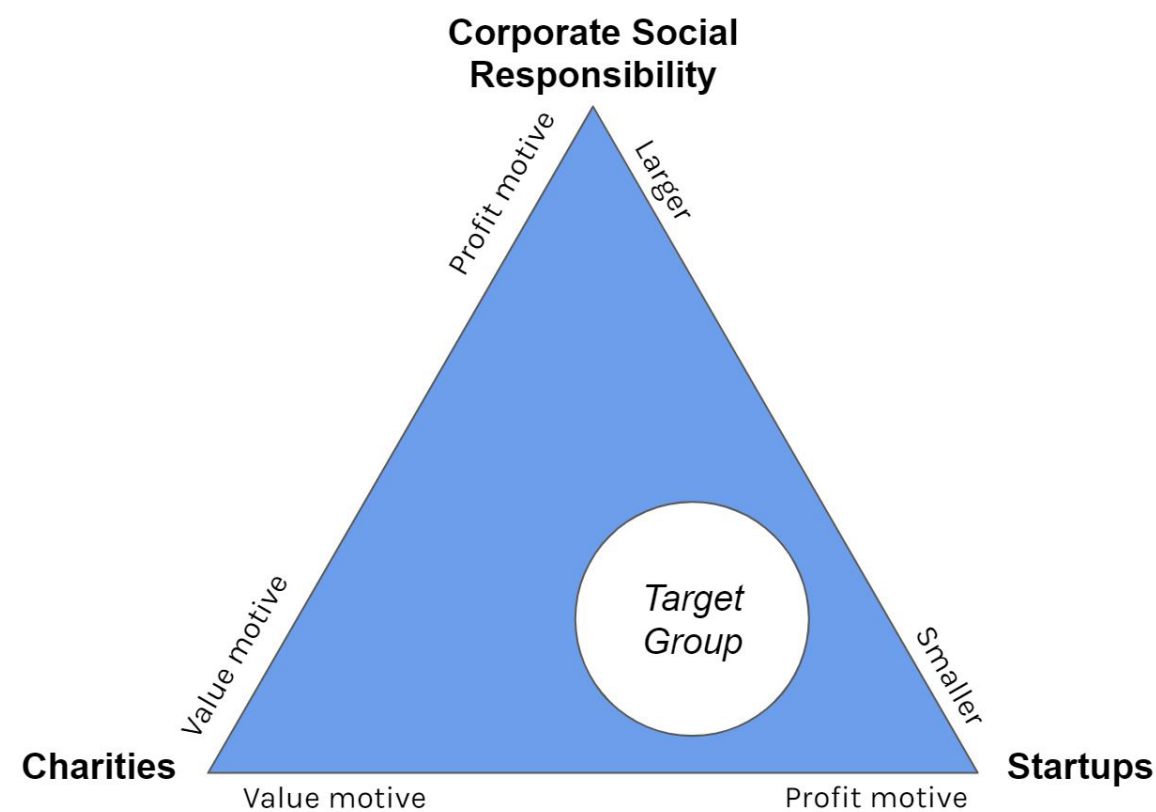 Corporate Social
Responsibility
Profit motive
Larger
Target
Group
Value motive
Smaller
Charities
Startups
Value motive
Profit motive